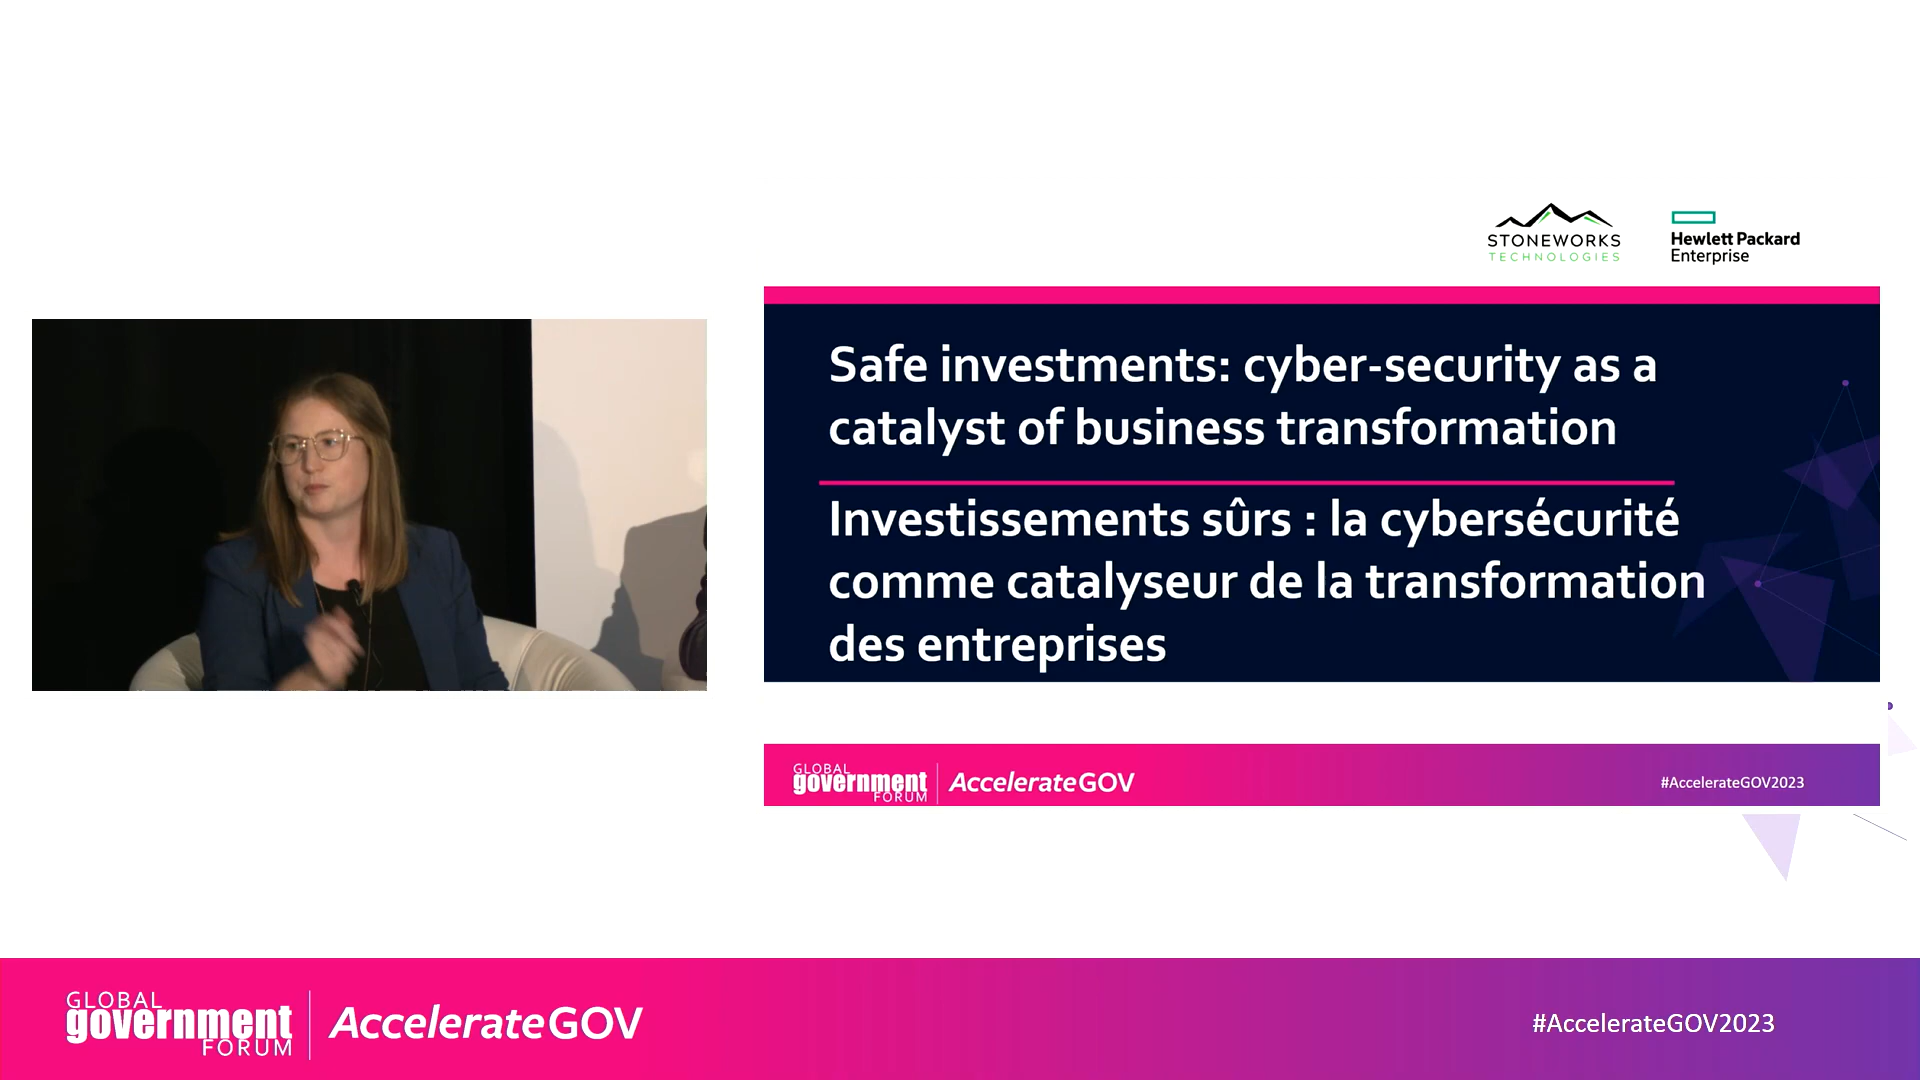 STONEWORKS
TECHNOLOGIES
Hewlett Packard
Enterprise
Safe investments: cyber-security as a
catalyst of business transformation
Investissements sûrs : la cybersécurité
comme catalyseur de la transformation
des entreprises
GLOBAL
government
FORUM
AccelerateGOV
#AccelerateGOV2023
GLOBAL
government
FORUM
AccelerateGOV
#AccelerateGOV2023